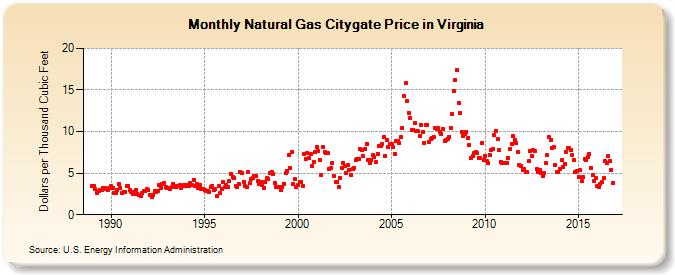 Monthly Natural Gas Citygate Price in Virginia
Dollars per Thousand Cubic Feet
20
15
10
5
0
1990 1995 2000 2005 2010 2015
Source: U.S. Energy Information Administration